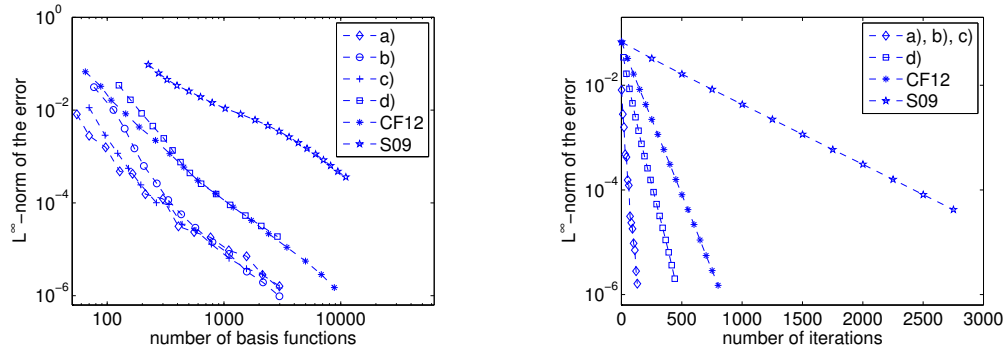 10^0
10^-2
10^-4
10^-6
L^∞-norm of the error
100
1000
10000
number of basis functions
a)
b)
c)
d)
CF12
S09
10^-2
10^-4
10^-6
L^∞-norm of the error
0
500
1000
1500
2000
2500
3000
number of iterations
a), b), c)
d)
CF12
S09